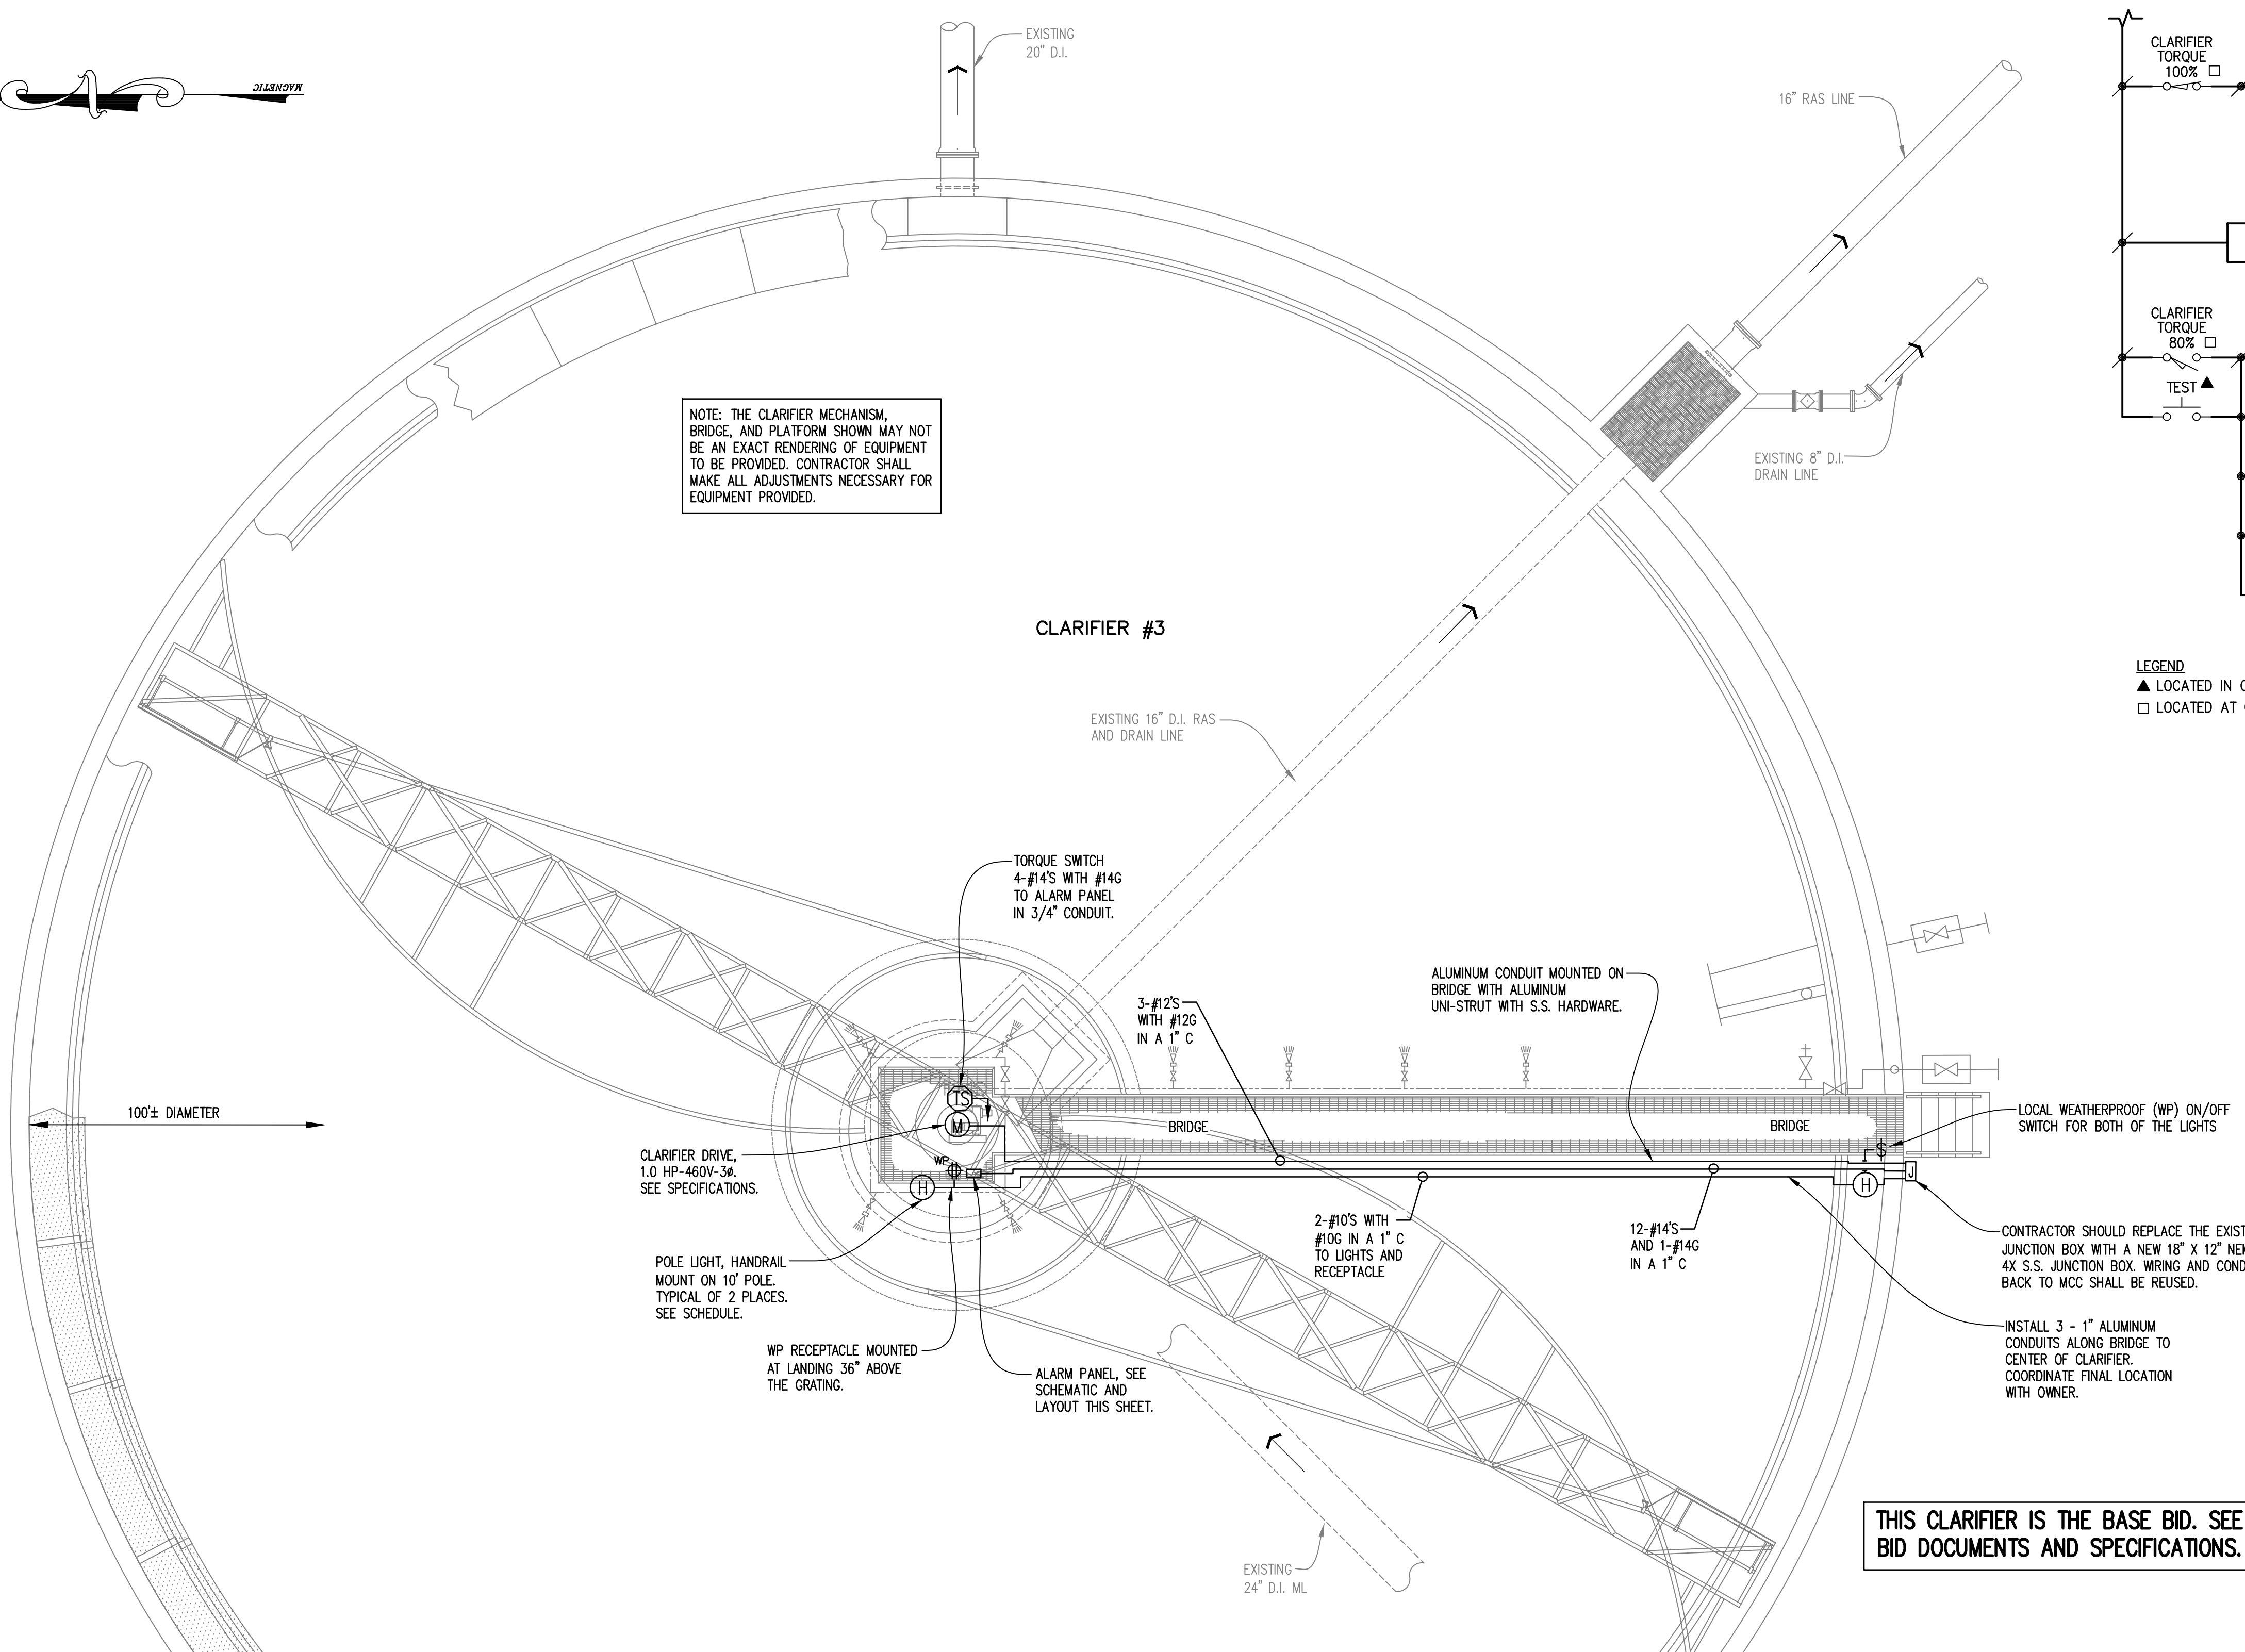 MAGNETIC
EXISTING
20" D.I.
16" RAS LINE
CLARIFIER
TORQUE
100%
NOTE: THE CLARIFIER MECHANISM,
BRIDGE, AND PLATFORM SHOWN MAY NOT
BE AN EXACT RENDERING OF EQUIPMENT
TO BE PROVIDED. CONTRACTOR SHALL
MAKE ALL ADJUSTMENTS NECESSARY FOR
EQUIPMENT PROVIDED.
CLARIFIER
TORQUE
80%
TEST
EXISTING 8" D.I.
DRAIN LINE
CLARIFIER #3
LEGEND
▲ LOCATED IN
□ LOCATED AT
EXISTING 16" D.I. RAS
AND DRAIN LINE
TORQUE SWITCH
4-#14'S WITH #14G
TO ALARM PANEL
IN 3/4" CONDUIT.
3-#12'S
WITH #12G
IN A 1" C
ALUMINUM CONDUIT MOUNTED ON
BRIDGE WITH ALUMINUM
UNI-STRUT WITH S.S. HARDWARE.
100'± DIAMETER
TS
M
BRIDGE
BRIDGE
LOCAL WEATHERPROOF (WP) ON/OFF
SWITCH FOR BOTH OF THE LIGHTS
$
CLARIFIER DRIVE,
1.0 HP-460V-3ø.
SEE SPECIFICATIONS.
WP
H
H
J
2-#10'S WITH
#10G IN A 1" C
TO LIGHTS AND
RECEPTACLE
12-#14'S
AND 1-#14G
IN A 1" C
CONTRACTOR SHOULD REPLACE THE
JUNCTION BOX WITH A NEW 18" X 12"
4X S.S. JUNCTION BOX. WIRING AND
BACK TO MCC SHALL BE REUSED.
POLE LIGHT, HANDRAIL
MOUNT ON 10' POLE.
TYPICAL OF 2 PLACES.
SEE SCHEDULE.
WP RECEPTACLE MOUNTED
AT LANDING 36" ABOVE
THE GRATING.
ALARM PANEL, SEE
SCHEMATIC AND
LAYOUT THIS SHEET.
INSTALL 3 - 1" ALUMINUM
CONDUITS ALONG BRIDGE TO
CENTER OF CLARIFIER.
COORDINATE FINAL LOCATION
WITH OWNER.
EXISTING
24" D.I. ML
THIS CLARIFIER IS THE BASE BID. SEE
BID DOCUMENTS AND SPECIFICATIONS.